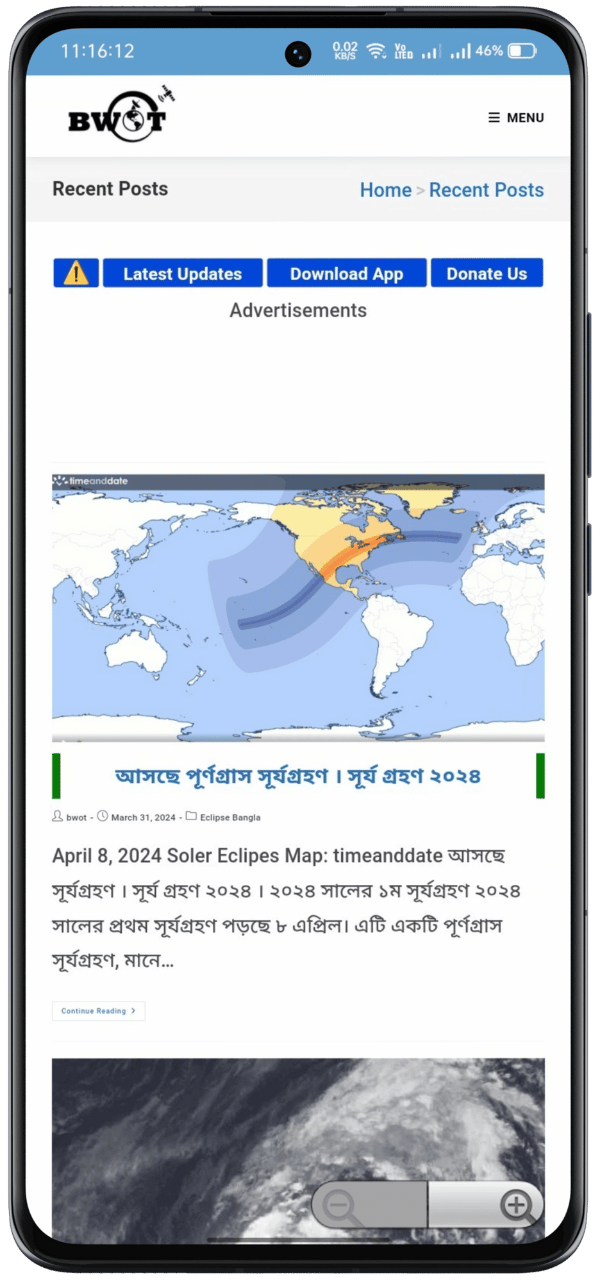 11:16:12
0.02 KB/S Vo LTED 46%
BWOT
☰ MENU
Recent Posts
Home > Recent Posts
Latest Updates
Download App
Donate Us
Advertisements
timeanddate
আসছে পূর্ণগ্রাস সূর্যগ্রহণ । সূর্য গ্রহণ ২০২৪
bwot - March 31, 2024 - Eclipse Bangla
April 8, 2024 Soler Eclipes Map: timeanddate আসছে
সূর্যগ্রহণ । সূর্য গ্রহণ ২০২৪ । ২০২৪ সালের ১ম সূর্যগ্রহণ ২০২৪
সালের প্রথম সূর্যগ্রহণ পড়ছে ৮ এপ্রিল। এটি একটি পূর্ণগ্রাস
সূর্যগ্রহণ, মানে...
Continue Reading >